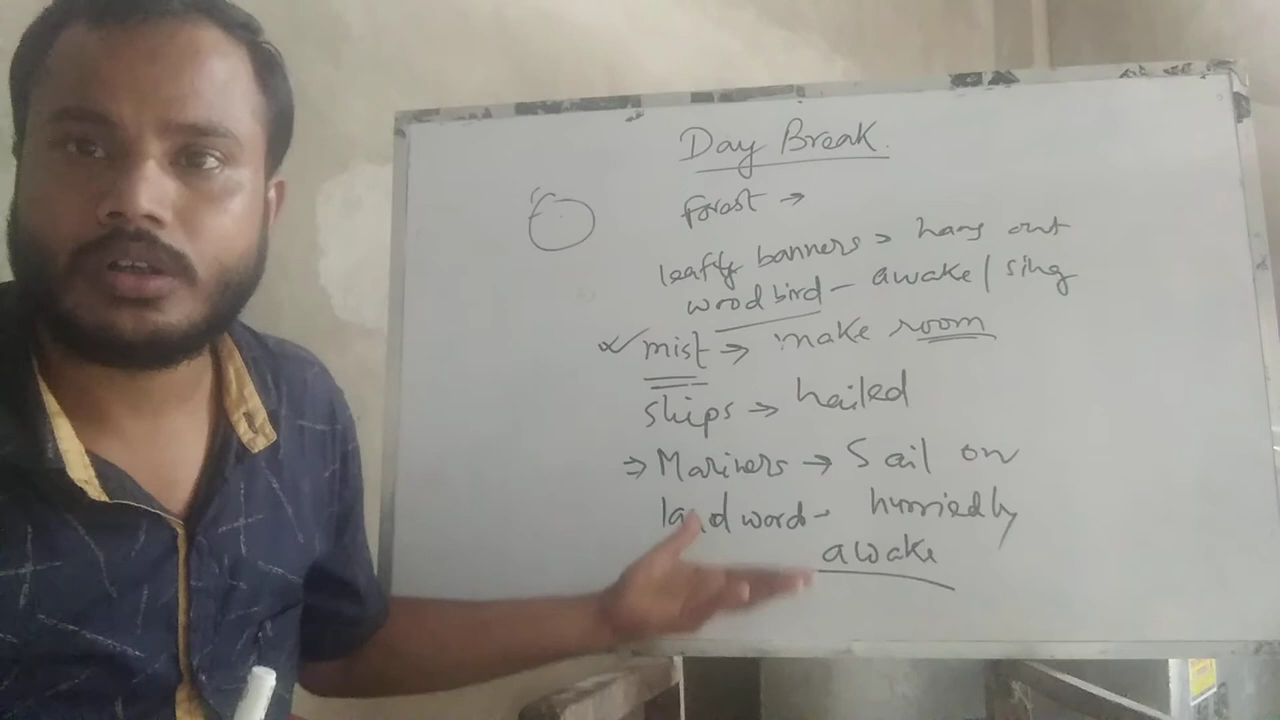 Day Break.
forest →
leafty banners > hang out
wood bird - awake / sing
mist → make room
ships → hailed
⇒ Mariners → Sail on
landword - hurriedly
awake